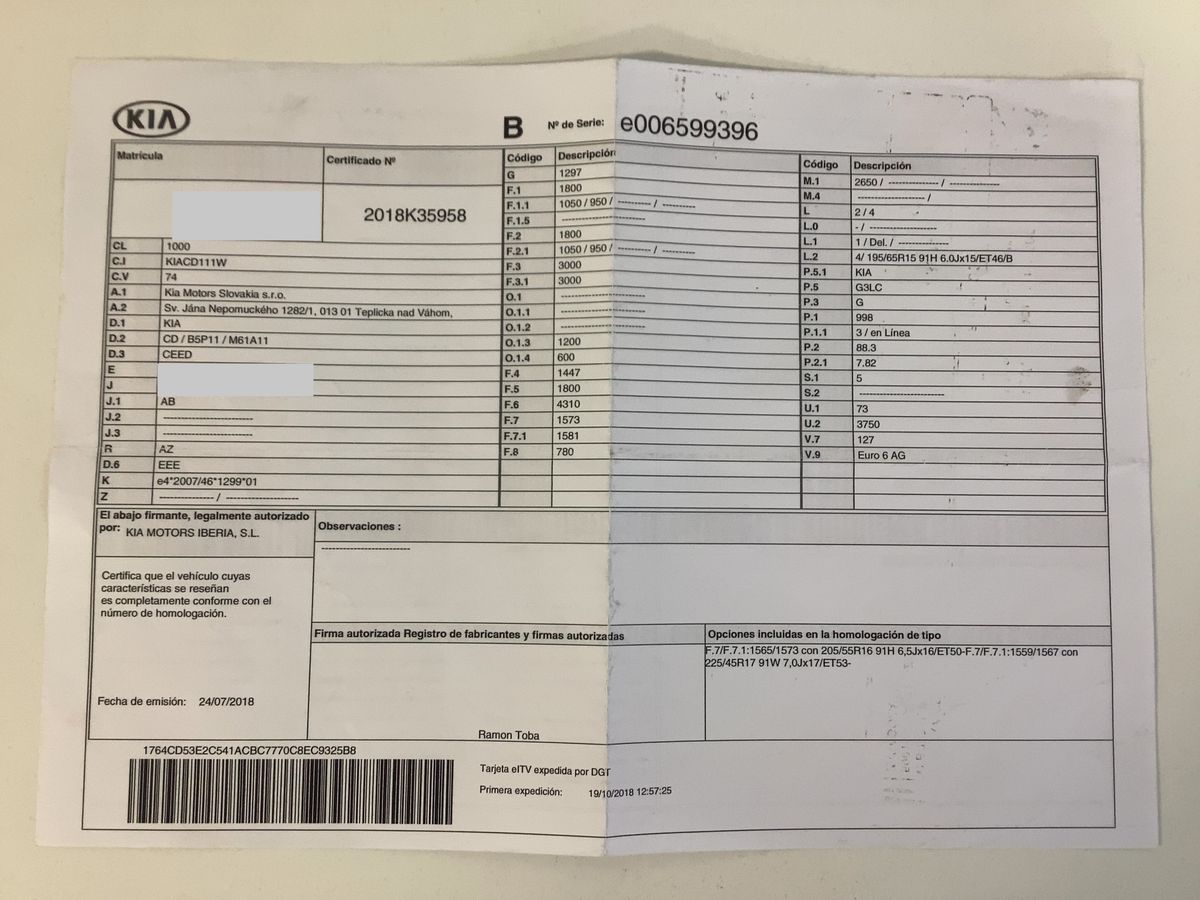 KIA
B Nº de Serie: e006599396
Matrícula
Certificado Nº
2018K35958
CL 1000
C.I KIACD111W
C.V 74
A.1 Kia Motors Slovakia s.r.o.
A.2 Sv. Jána Nepomuckého 1282/1, 013 01 Teplicka nad Váhom,
D.1 KIA
D.2 CD / B5P11 / M61A11
D.3 CEED
E
J
J.1 AB
J.2 -------------------------
J.3 -------------------------
R AZ
D.6 EEE
K e4*2007/46*1299*01
Z --------------- / --------------------
Código Descripción
G 1297
F.1 1800
F.1.1 1050 / 950 / --------- / ---------
F.1.5 -----------------------
F.2 1800
F.2.1 1050 / 950 / --------- / ---------
F.3 3000
F.3.1 3000
O.1 -----------------------
O.1.1 -----------------------
O.1.2 -----------------------
O.1.3 1200
O.1.4 600
F.4 1447
F.5 1800
F.6 4310
F.7 1573
F.7.1 1581
F.8 780
Código Descripción
M.1 2650 / -------------- / --------------
M.4 ------------------- /
L 2 / 4
L.0 - / -------------------
L.1 1 / Del. / --------------
L.2 4/ 195/65R15 91H 6.0Jx15/ET46/B
P.5.1 KIA
P.5 G3LC
P.3 G
P.1 998
P.1.1 3 / en Línea
P.2 88.3
P.2.1 7.82
S.1 5
S.2 ------------------------
U.1 73
U.2 3750
V.7 127
V.9 Euro 6 AG
El abajo firmante, legalmente autorizado
por: KIA MOTORS IBERIA, S.L.
Certifica que el vehículo cuyas
características se reseñan
es completamente conforme con el
número de homologación.
Fecha de emisión: 24/07/2018
Observaciones :
-------------------------
Firma autorizada Registro de fabricantes y firmas autorizadas
Ramon Toba
Opciones incluidas en la homologación de tipo
F.7/F.7.1:1565/1573 con 205/55R16 91H 6,5Jx16/ET50-F.7/F.7.1:1559/1567 con
225/45R17 91W 7,0Jx17/ET53-
1764CD53E2C541ACBC7770C8EC9325B8
Tarjeta eITV expedida por DGT
Primera expedición: 19/10/2018 12:57:25